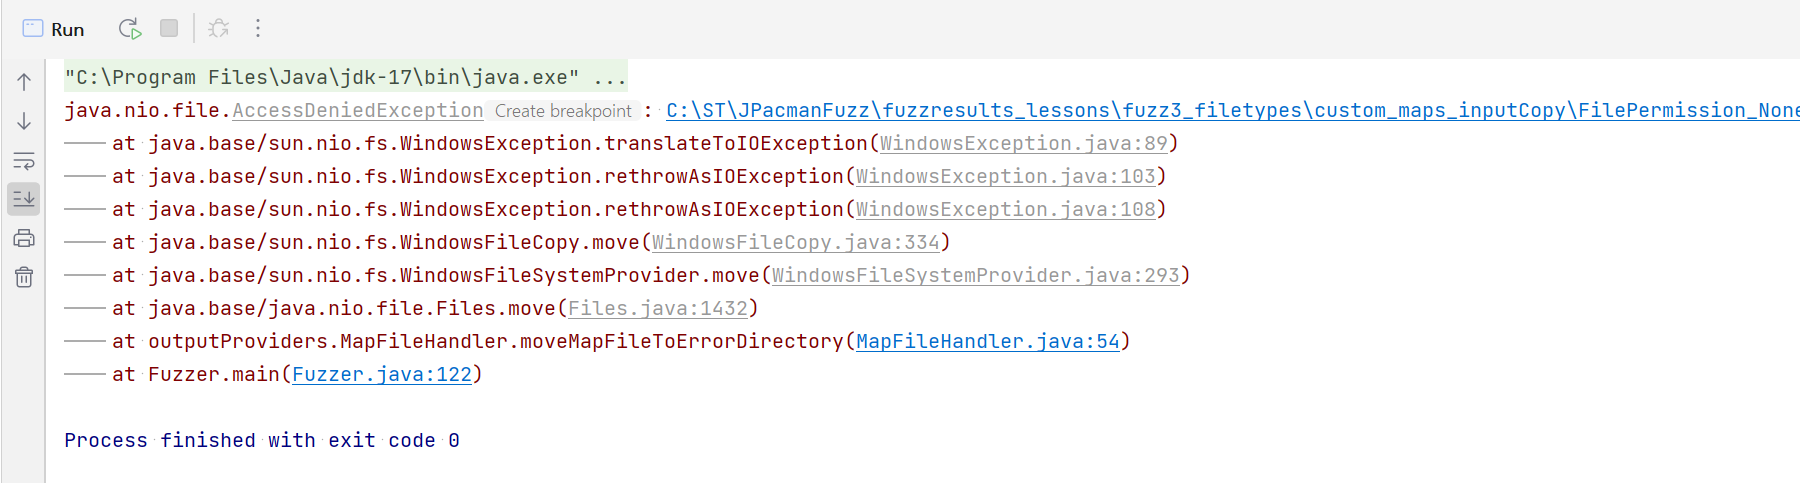 Run
"C:\Program Files\Java\jdk-17\bin\java.exe" ...
java.nio.file.AccessDeniedException Create breakpoint : C:\ST\JPacmanFuzz\fuzzresults_lessons\fuzz3_filetypes\custom_maps_inputCopy\FilePermission_None
at java.base/sun.nio.fs.WindowsException.translateToIOException(WindowsException.java:89)
at java.base/sun.nio.fs.WindowsException.rethrowAsIOException(WindowsException.java:103)
at java.base/sun.nio.fs.WindowsException.rethrowAsIOException(WindowsException.java:108)
at java.base/sun.nio.fs.WindowsFileCopy.move(WindowsFileCopy.java:334)
at java.base/sun.nio.fs.WindowsFileSystemProvider.move(WindowsFileSystemProvider.java:293)
at java.base/java.nio.file.Files.move(Files.java:1432)
at outputProviders.MapFileHandler.moveMapFileToErrorDirectory(MapFileHandler.java:54)
at Fuzzer.main(Fuzzer.java:122)
Process finished with exit code 0